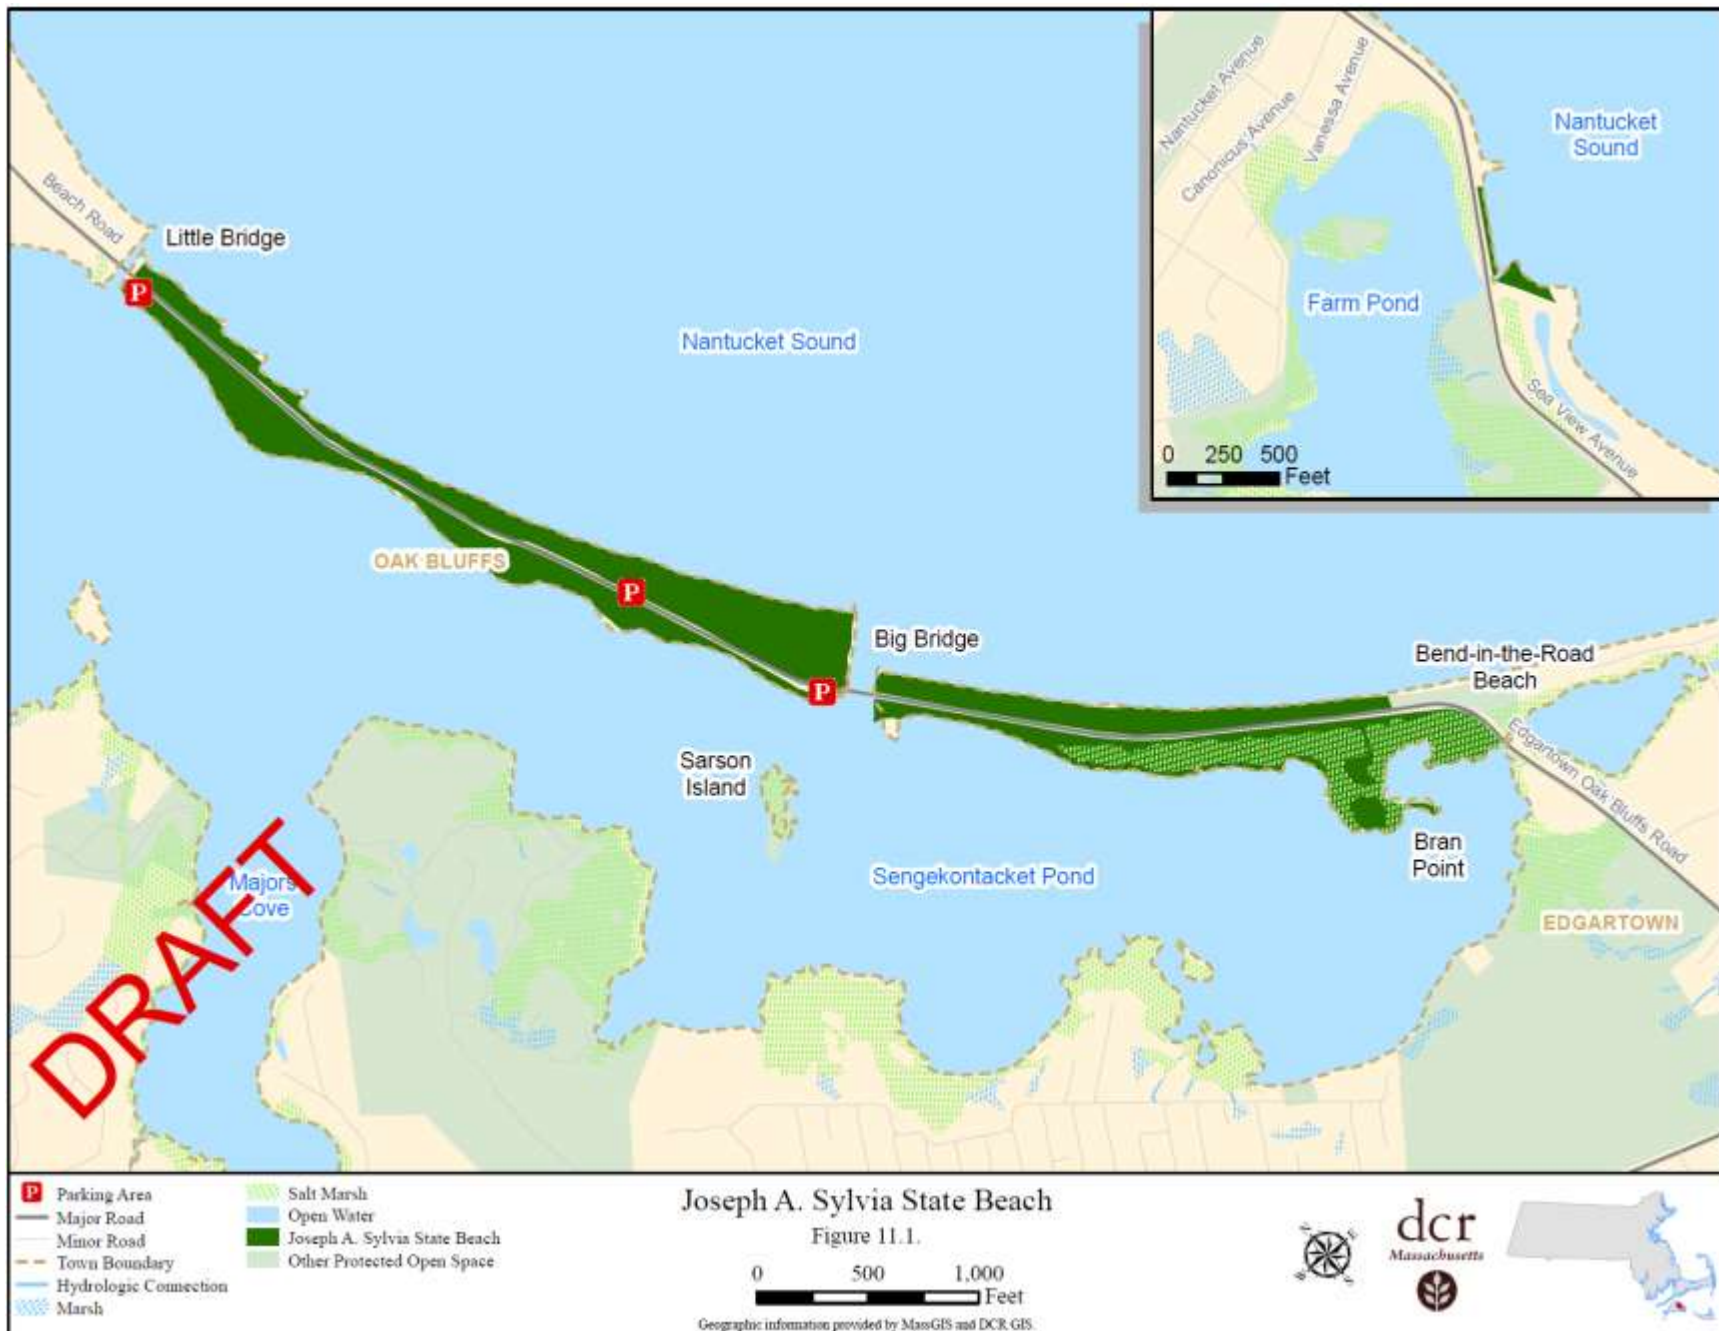 Beach Road
Little Bridge
Nantucket Sound
OAK BLUFFS
Big Bridge
Bend-in-the-Road
Beach
Sarson
Island
Edgartown Oak Bluffs Road
Sengekontacket Pond
Bran
Point
Majors
Cove
EDGARTOWN
DRAFT
P
P
P
Nantucket Avenue
Canonicus Avenue
Vanessa Avenue
Nantucket
Sound
Farm Pond
Sea View Avenue
0 250 500
Feet
P Parking Area
Major Road
Minor Road
Town Boundary
Hydrologic Connection
Marsh
Salt Marsh
Open Water
Joseph A. Sylvia State Beach
Other Protected Open Space
Joseph A. Sylvia State Beach
Figure 11.1.
0 500 1,000
Feet
Geographic information provided by MassGIS and DCR GIS.
N
E
S
dcr
Massachusetts